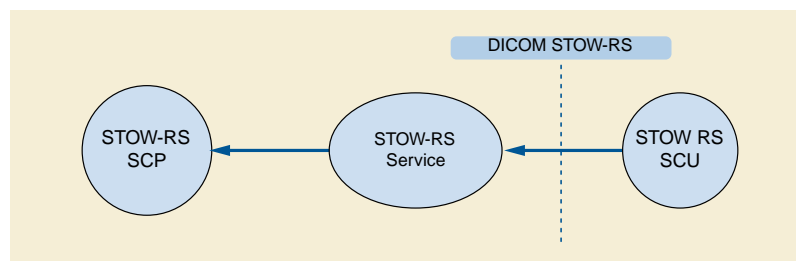 DICOM STOW-RS
STOW-RS
SCP
STOW-RS
Service
STOW RS
SCU